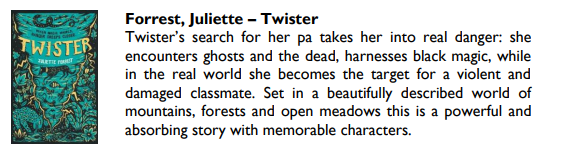 TWISTER
JULIETTE FORREST
Forrest, Juliette – Twister
Twister's search for her pa takes her into real danger: she
encounters ghosts and the dead, harnesses black magic, while
in the real world she becomes the target for a violent and
damaged classmate. Set in a beautifully described world of
mountains, forests and open meadows this is a powerful and
absorbing story with memorable characters.